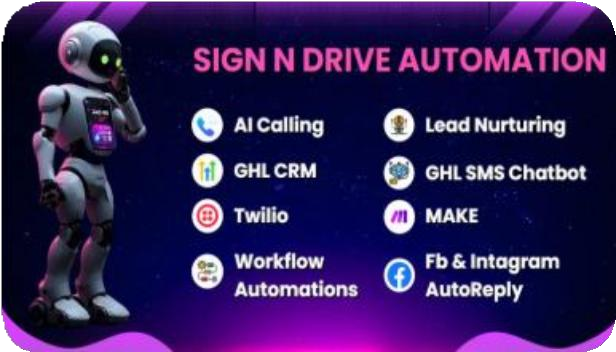 SIGN N DRIVE AUTOMATION
AI Calling
Lead Nurturing
GHL CRM
GHL SMS Chatbot
Twilio
MAKE
Workflow
Automations
Fb & Intagram
AutoReply